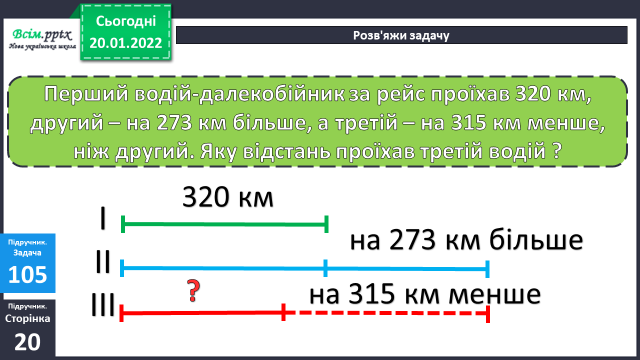 Всім.pptx
Нова українська школа
Сьогодні
20.01.2022
Розв'яжи задачу
Перший водій-далекобійник за рейс проїхав 320 км,
другий – на 273 км більше, а третій – на 315 км менше,
ніж другий. Яку відстань проїхав третій водій ?
320 км
I
на 273 км більше
II
? на 315 км менше
III
Підручник.
Задача
105
Підручник.
Сторінка
20